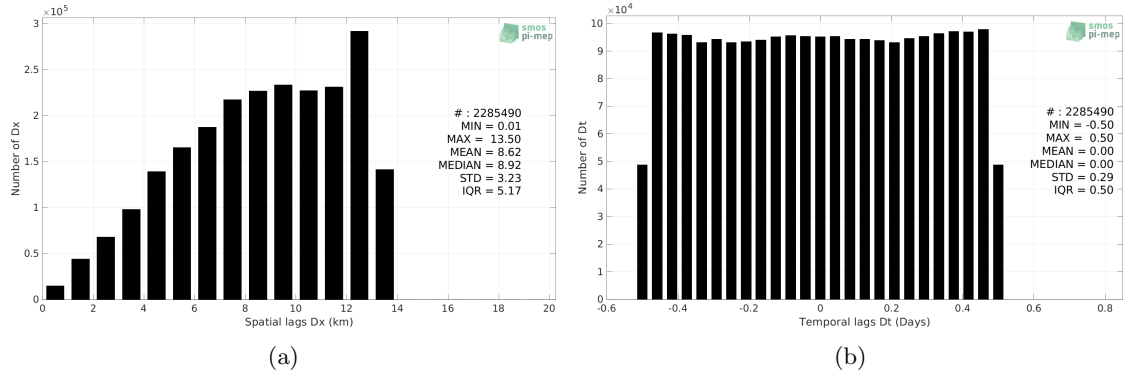 ×10⁵
3
2.5
2
1.5
1
0.5
0
0 2 4 6 8 10 12 14 16 18 20
Number of Dx
Spatial lags Dx (km)
smos
pi-mep
# : 2285490
MIN = 0.01
MAX = 13.50
MEAN = 8.62
MEDIAN = 8.92
STD = 3.23
IQR = 5.17
(a)
×10⁴
10
9
8
7
6
5
4
3
2
1
0
-0.6 -0.4 -0.2 0 0.2 0.4 0.6 0.8
Number of Dt
Temporal lags Dt (Days)
smos
pi-mep
# : 2285490
MIN = -0.50
MAX = 0.50
MEAN = 0.00
MEDIAN = 0.00
STD = 0.29
IQR = 0.50
(b)